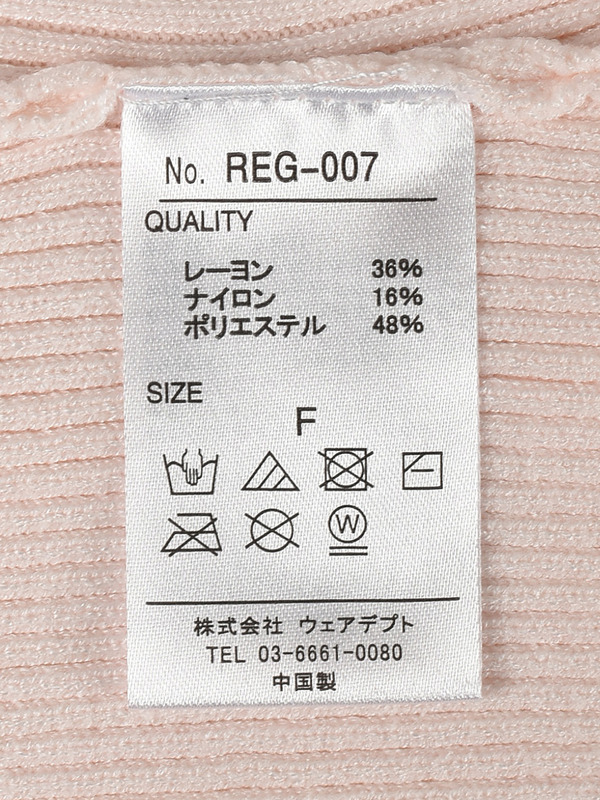 No. REG-007
QUALITY
レーヨン 36%
ナイロン 16%
ポリエステル 48%
SIZE
F
W
株式会社 ウェアデプト
TEL 03-6661-0080
中国製